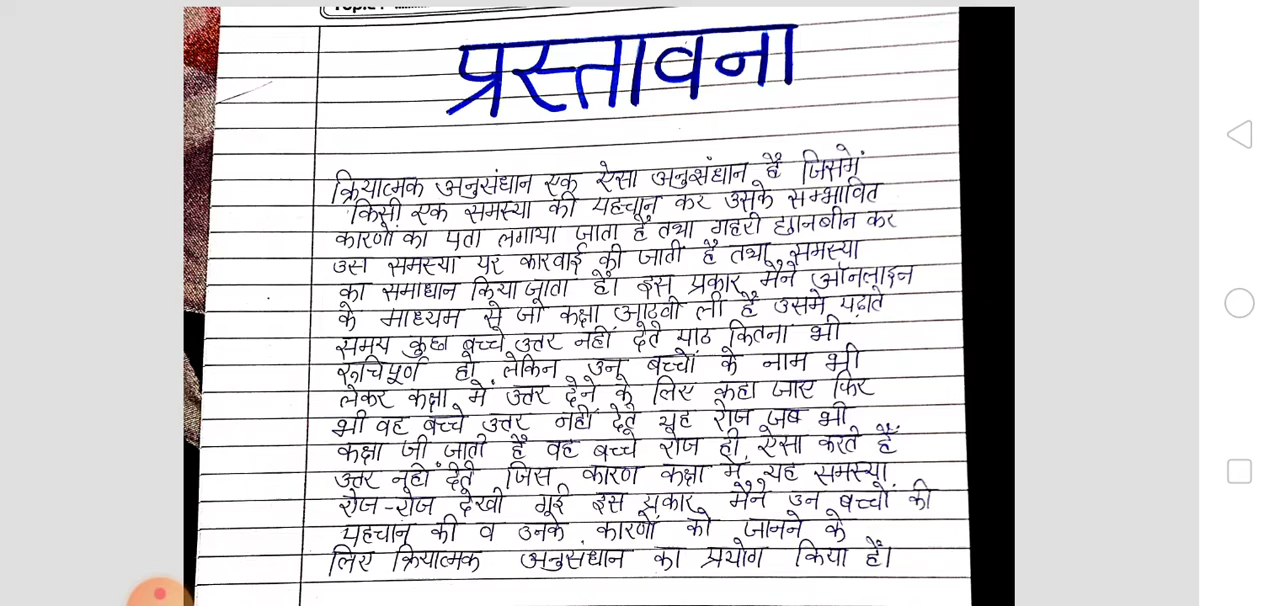 प्रस्तावना
क्रियात्मक अनुसंधान एक ऐसा अनुसंधान है जिसमें
किसी एक समस्या की पहचान कर उसके सम्भावित
कारणों का पता लगाया जाता है तथा गहरी छानबीन कर
उस समस्या पर कारवाई की जाती है तथा समस्या
का समाधान किया जाता है। इस प्रकार मैने ऑनलाइन
के माध्यम से जो कक्षा आठवी ली है उसमे पढ़ाते
समय कुछ बच्चे उत्तर नहीं देते पाठ कितना भी
रूचिपूर्ण हो लेकिन उन बच्चों के नाम भी
लेकर कक्षा में उत्तर देने के लिए कहा जाए फिर
भी वह बच्चे उत्तर नहीं देते यह रोज जब भी
कक्षा ली जाती है वह बच्चे रोज ही ऐसा करते हैं
उत्तर नहीं देते जिस कारण कक्षा में यह समस्या
रोज-रोज देखी गई इस प्रकार मैने उन बच्चो की
पहचान की व उनके कारणों को जानने के
लिए क्रियात्मक अनुसधान का प्रयोग किया है।